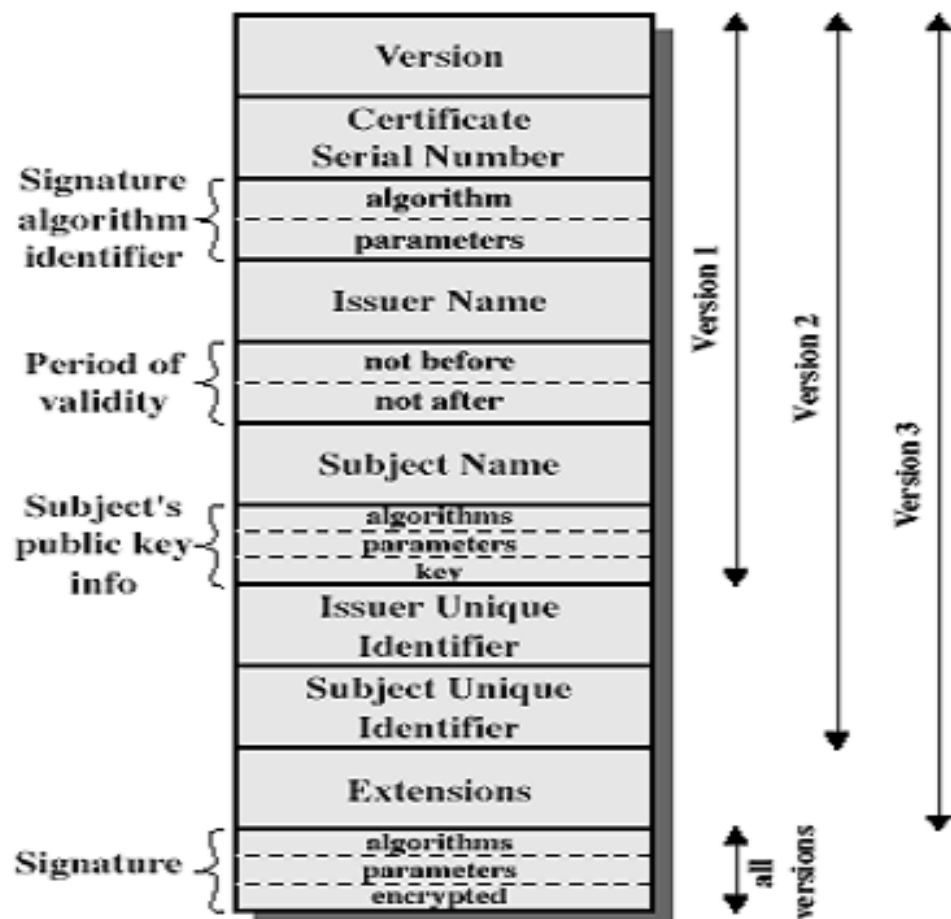 Version
Certificate
Serial Number
Signature
algorithm
identifier
algorithm
parameters
Issuer Name
Period of
validity
not before
not after
Subject Name
Subject's
public key
info
algorithms
parameters
key
Issuer Unique
Identifier
Subject Unique
Identifier
Extensions
Signature
algorithms
parameters
encrypted
Version 1
Version 2
Version 3
all
versions